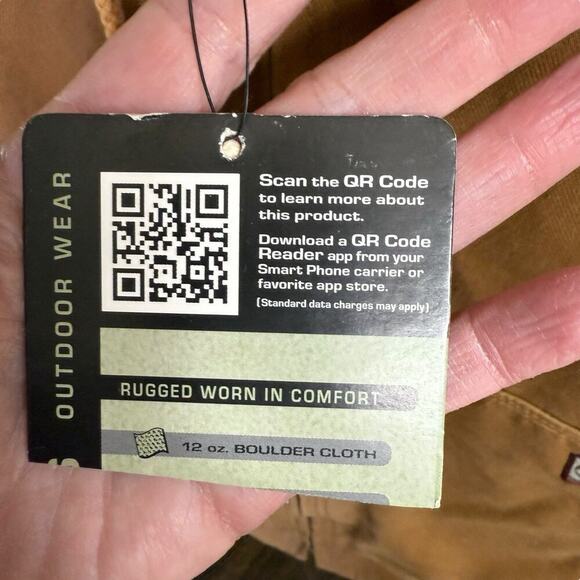 OUTDOOR WEAR
Scan the QR Code
to learn more about
this product.
Download a QR Code
Reader app from your
Smart Phone carrier or
favorite app store.
(Standard data charges may apply)
RUGGED WORN IN COMFORT
12 oz. BOULDER CLOTH